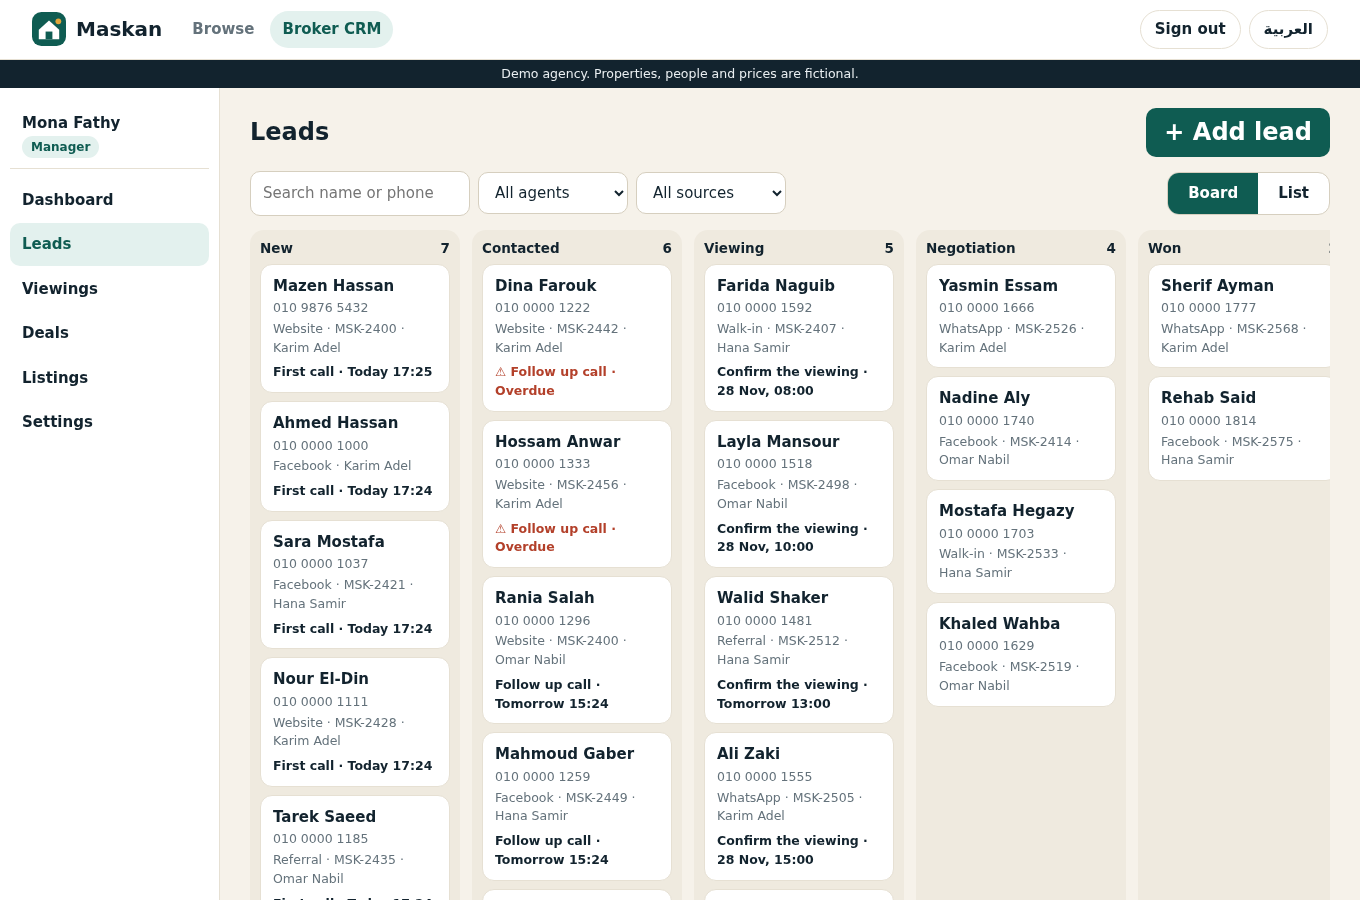 Maskan
Browse
Broker CRM
Sign out
العربية
Demo agency. Properties, people and prices are fictional.
Mona Fathy
Manager
Dashboard
Leads
Viewings
Deals
Listings
Settings
Leads
+ Add lead
Search name or phone
All agents
All sources
Board
List
New 7
Mazen Hassan
010 9876 5432
Website · MSK-2400 ·
Karim Adel
First call · Today 17:25
Ahmed Hassan
010 0000 1000
Facebook · Karim Adel
First call · Today 17:24
Sara Mostafa
010 0000 1037
Facebook · MSK-2421 ·
Hana Samir
First call · Today 17:24
Nour El-Din
010 0000 1111
Website · MSK-2428 ·
Karim Adel
First call · Today 17:24
Tarek Saeed
010 0000 1185
Referral · MSK-2435 ·
Omar Nabil
Contacted 6
Dina Farouk
010 0000 1222
Website · MSK-2442 ·
Karim Adel
⚠ Follow up call ·
Overdue
Hossam Anwar
010 0000 1333
Website · MSK-2456 ·
Karim Adel
⚠ Follow up call ·
Overdue
Rania Salah
010 0000 1296
Website · MSK-2400 ·
Omar Nabil
Follow up call ·
Tomorrow 15:24
Mahmoud Gaber
010 0000 1259
Facebook · MSK-2449 ·
Hana Samir
Follow up call ·
Tomorrow 15:24
Viewing 5
Farida Naguib
010 0000 1592
Walk-in · MSK-2407 ·
Hana Samir
Confirm the viewing ·
28 Nov, 08:00
Layla Mansour
010 0000 1518
Facebook · MSK-2498 ·
Omar Nabil
Confirm the viewing ·
28 Nov, 10:00
Walid Shaker
010 0000 1481
Referral · MSK-2512 ·
Hana Samir
Confirm the viewing ·
Tomorrow 13:00
Ali Zaki
010 0000 1555
WhatsApp · MSK-2505 ·
Karim Adel
Confirm the viewing ·
28 Nov, 15:00
Negotiation 4
Yasmin Essam
010 0000 1666
WhatsApp · MSK-2526 ·
Karim Adel
Nadine Aly
010 0000 1740
Facebook · MSK-2414 ·
Omar Nabil
Mostafa Hegazy
010 0000 1703
Walk-in · MSK-2533 ·
Hana Samir
Khaled Wahba
010 0000 1629
Facebook · MSK-2519 ·
Omar Nabil
Won
Sherif Ayman
010 0000 1777
WhatsApp · MSK-2568 ·
Karim Adel
Rehab Said
010 0000 1814
Facebook · MSK-2575 ·
Hana Samir